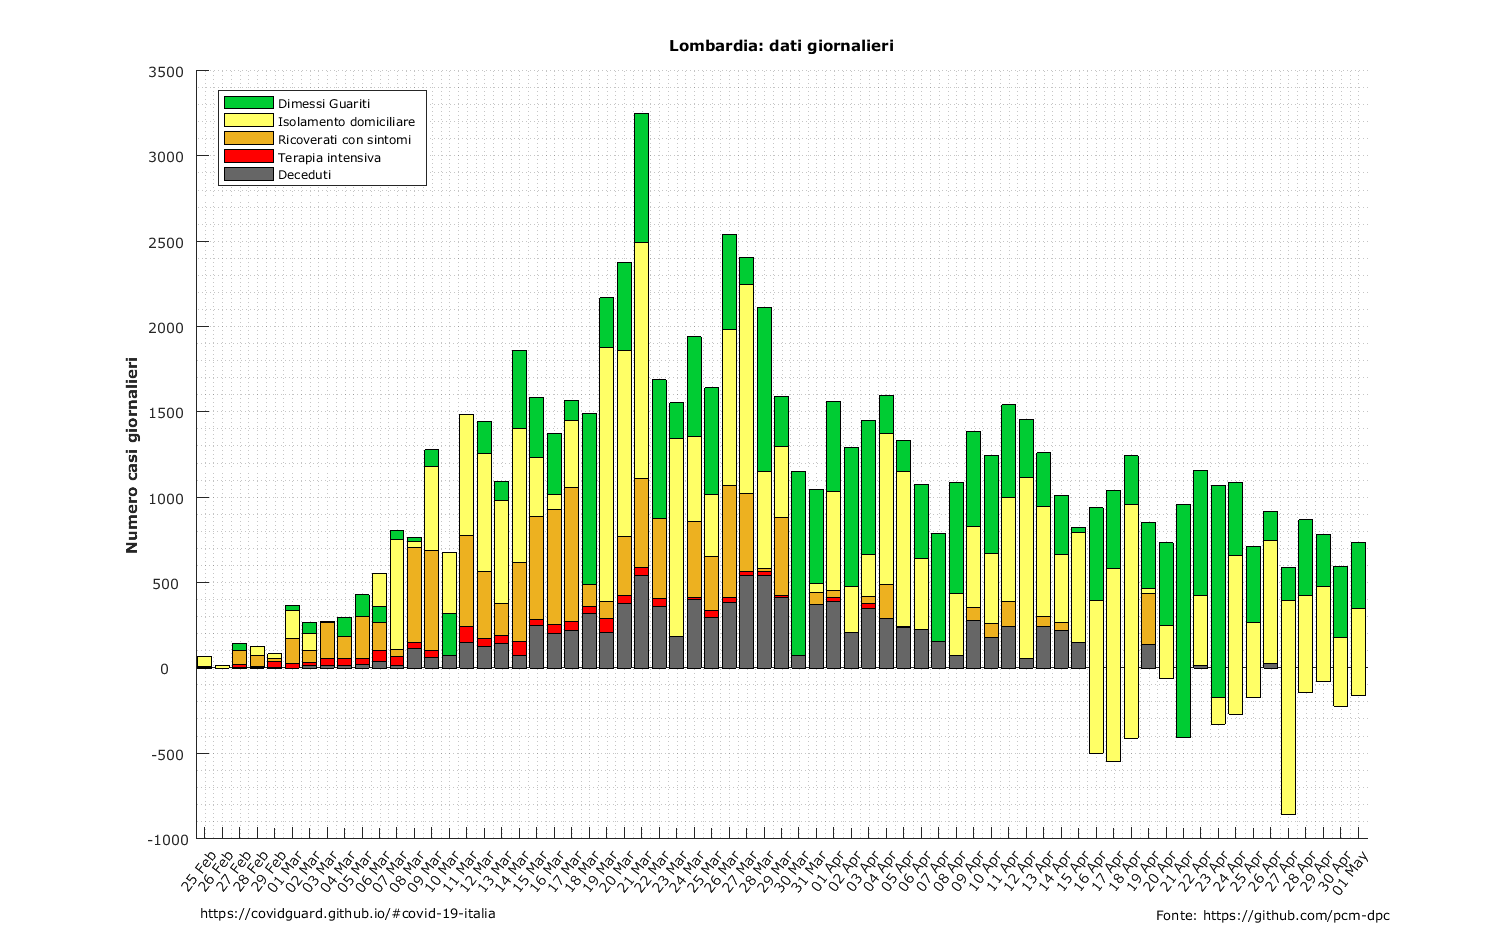 Lombardia: dati giornalieri
3500
3000
2500
2000
1500
1000
500
0
-500
-1000
Numero casi giornalieri
Dimessi Guariti
Isolamento domiciliare
Ricoverati con sintomi
Terapia intensiva
Deceduti
25 Feb
26 Feb
27 Feb
28 Feb
29 Feb
01 Mar
02 Mar
03 Mar
04 Mar
05 Mar
06 Mar
07 Mar
08 Mar
09 Mar
10 Mar
11 Mar
12 Mar
13 Mar
14 Mar
15 Mar
16 Mar
17 Mar
18 Mar
19 Mar
20 Mar
21 Mar
22 Mar
23 Mar
24 Mar
25 Mar
26 Mar
27 Mar
28 Mar
29 Mar
30 Mar
31 Mar
01 Apr
02 Apr
03 Apr
04 Apr
05 Apr
06 Apr
07 Apr
08 Apr
09 Apr
10 Apr
11 Apr
12 Apr
13 Apr
14 Apr
15 Apr
16 Apr
17 Apr
18 Apr
19 Apr
20 Apr
21 Apr
22 Apr
23 Apr
24 Apr
25 Apr
26 Apr
27 Apr
28 Apr
29 Apr
30 Apr
01 May
https://covidguard.github.io/#covid-19-italia
Fonte: https://github.com/pcm-dpc